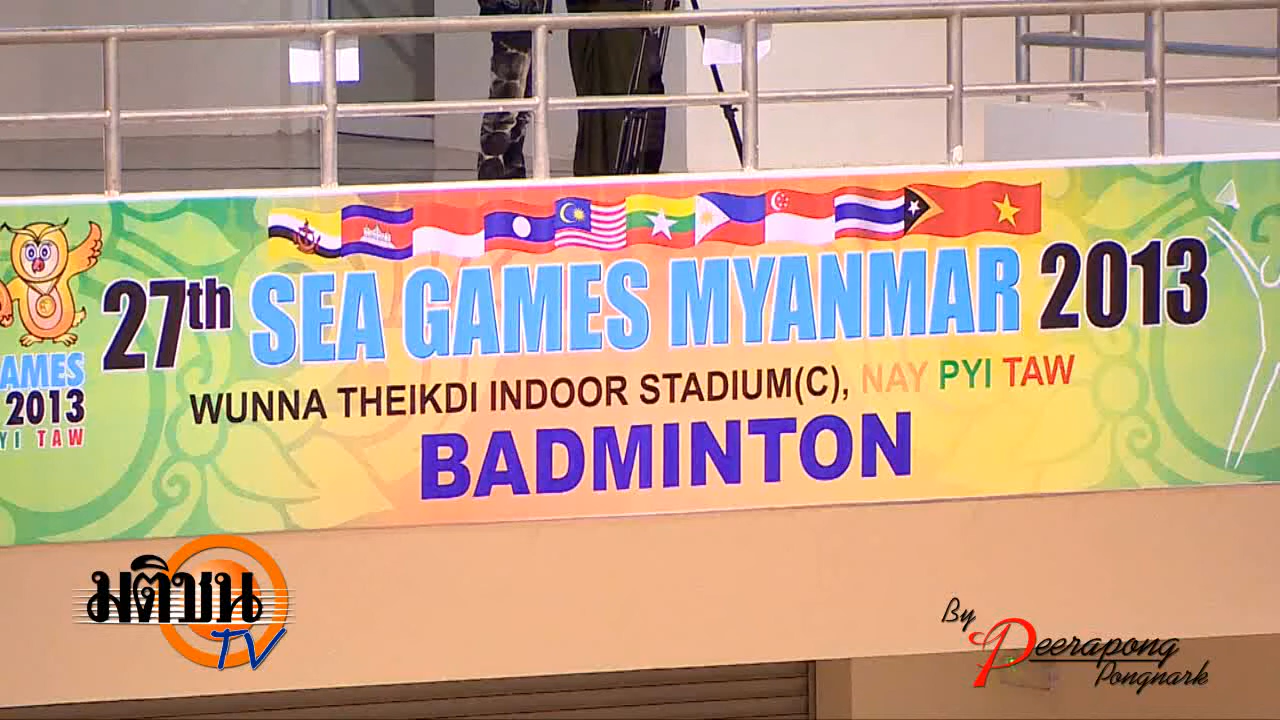 27th SEA GAMES MYANMAR 2013
WUNNA THEIKDI INDOOR STADIUM(C), NAY PYI TAW
BADMINTON
AMES
2013
YI TAW
มติชน
TV
By
Peerapong
Pongnark